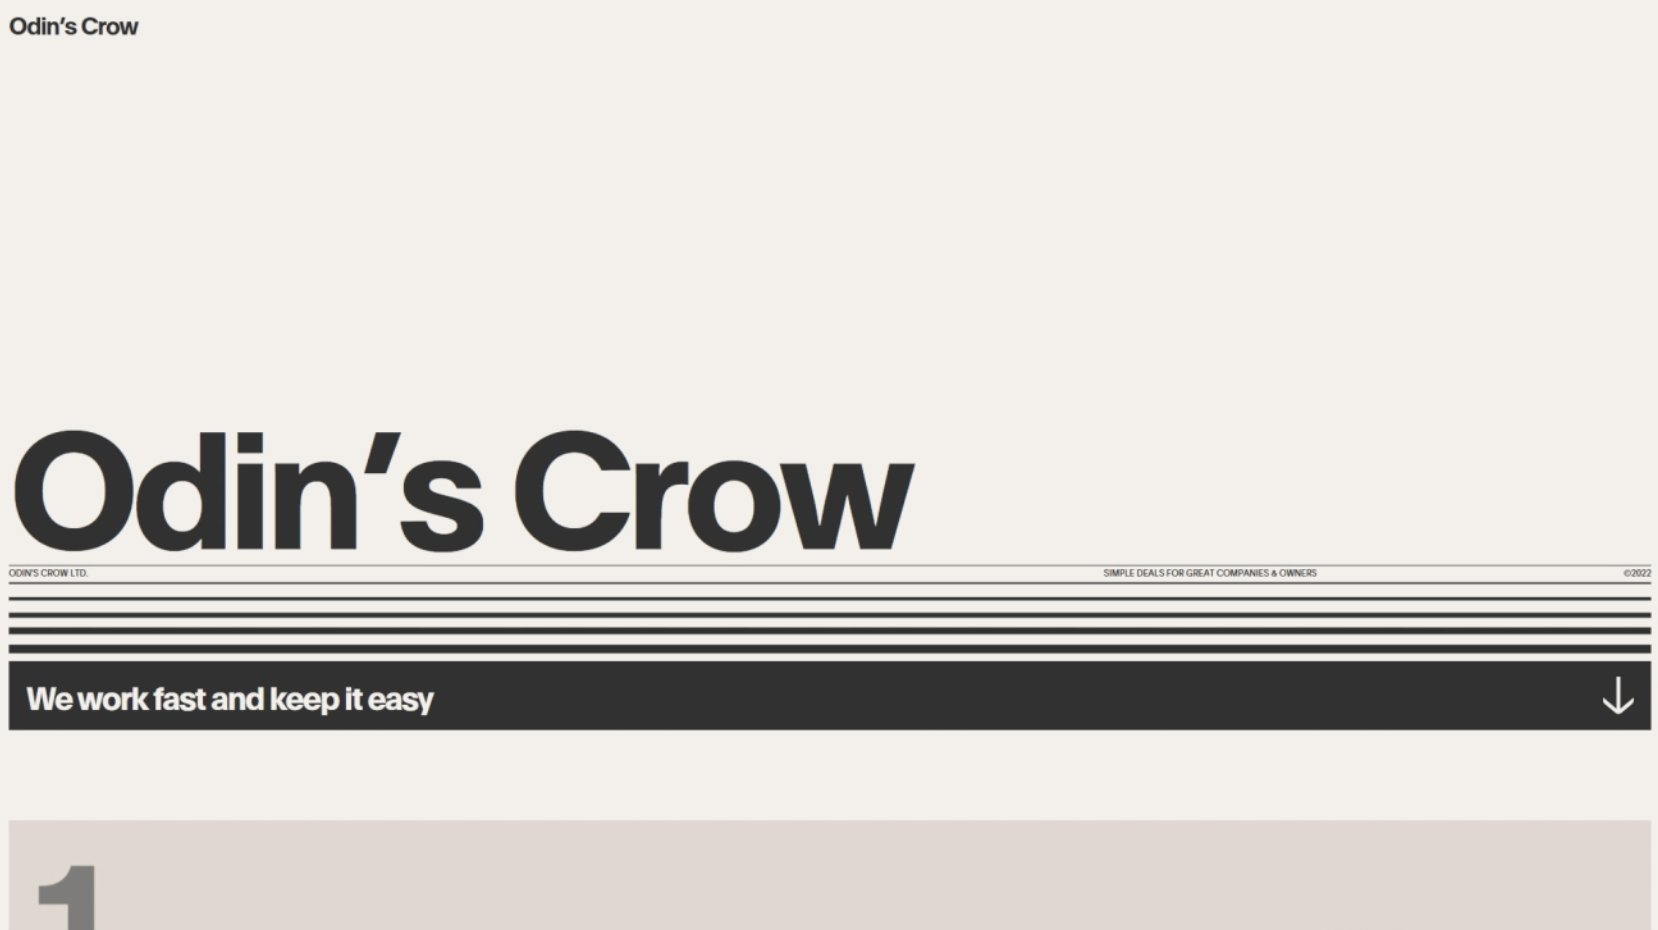 Odin’s Crow
Odin’s Crow
ODIN'S CROW LTD.
SIMPLE DEALS FOR GREAT COMPANIES & OWNERS
©2022
We work fast and keep it easy
1